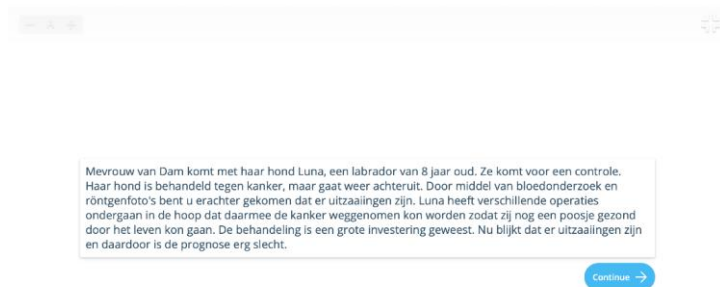 Mevrouw van Dam komt met haar hond Luna, een labrador van 8 jaar oud. Ze komt voor een controle.
Haar hond is behandeld tegen kanker, maar gaat weer achteruit. Door middel van bloedonderzoek en
röntgenfoto's bent u erachter gekomen dat er uitzaaiingen zijn. Luna heeft verschillende operaties
ondergaan in de hoop dat daarmee de kanker weggenomen kon worden zodat zij nog een poosje gezond
door het leven kon gaan. De behandeling is een grote investering geweest. Nu blijkt dat er uitzaaiingen zijn
en daardoor is de prognose erg slecht.
Continue